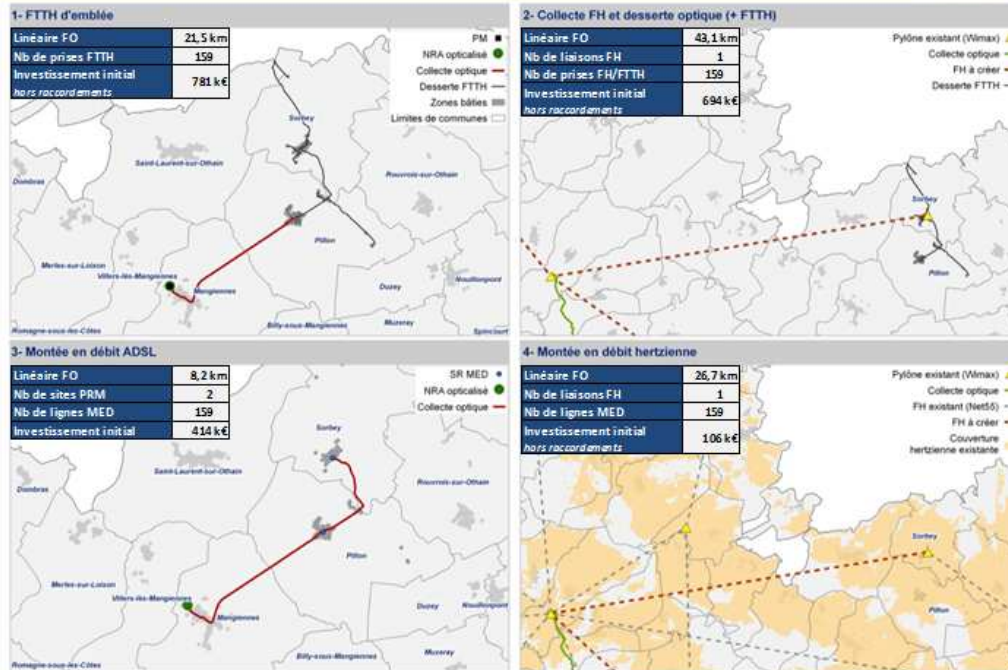 1- FTTH d'emblée
Linéaire FO 21,5 km
Nb de prises FTTH 159
Investissement initial 781 k€
hors raccordements
PM
NRA opticalisé
Collecte optique
Desserte FTTH
Zones bâties
Limites de communes
Sorbey
Saint-Laurent-sur-Othain
Rouvrois-sur-Othain
Dombras
Pillon
Merles-sur-Loison
Villers-lès-Mangiennes
Mangiennes
Nouillonpont
Duzey
Romagne-sous-les-Côtes
Billy-sous-Mangiennes
Muzeray
Spincourt
2- Collecte FH et desserte optique (+ FTTH)
Linéaire FO 43,1 km
Nb de liaisons FH 1
Nb de prises FH/FTTH 159
Investissement initial 694 k€
hors raccordements
Pylône existant (Wimax)
Collecte optique
FH à créer
Desserte FTTH
Sorbey
Pillon
3- Montée en débit ADSL
Linéaire FO 8,2 km
Nb de sites PRM 2
Nb de lignes MED 159
Investissement initial 414 k€
SR MED
NRA opticalisé
Collecte optique
Sorbey
Saint-Laurent-sur-Othain
Rouvrois-sur-Othain
Dombras
Pillon
Merles-sur-Loison
Villers-lès-Mangiennes
Mangiennes
Duzey
Nouillonpont
Romagne-sous-les-Côtes
Billy-sous-Mangiennes
Muzeray
4- Montée en débit hertzienne
Linéaire FO 26,7 km
Nb de liaisons FH 1
Nb de lignes MED 159
Investissement initial 106 k€
hors raccordements
Pylône existant (Wimax)
Collecte optique
FH existant (Net55)
FH à créer
Couverture
hertzienne existante
Sorbey
Pillon